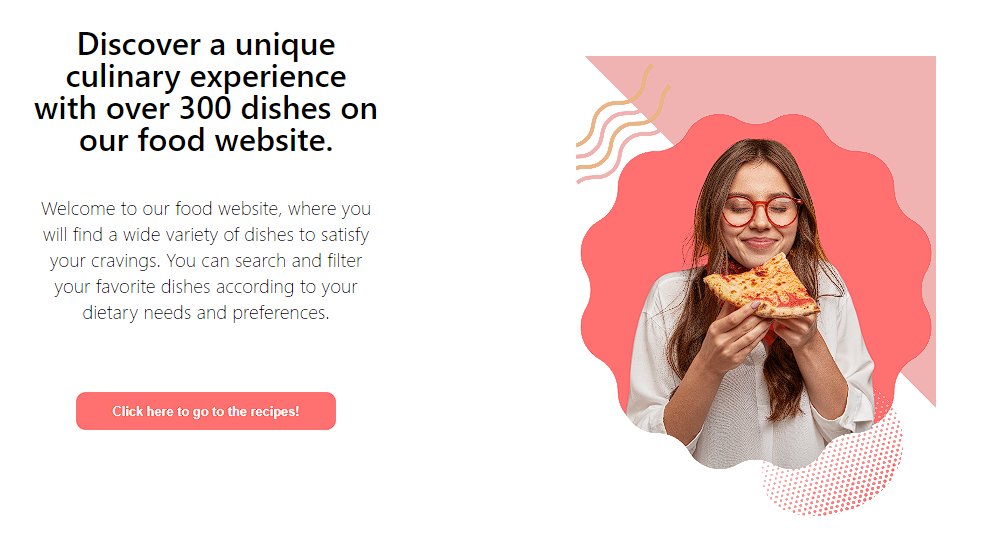 Discover a unique
culinary experience
with over 300 dishes on
our food website.
Welcome to our food website, where you
will find a wide variety of dishes to satisfy
your cravings. You can search and filter
your favorite dishes according to your
dietary needs and preferences.
Click here to go to the recipes!